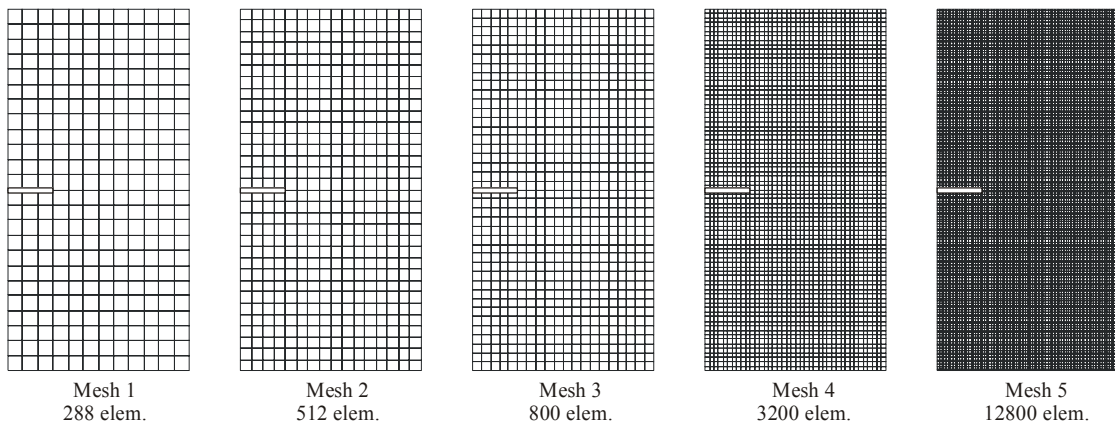 Mesh 1
288 elem.
Mesh 2
512 elem.
Mesh 3
800 elem.
Mesh 4
3200 elem.
Mesh 5
12800 elem.